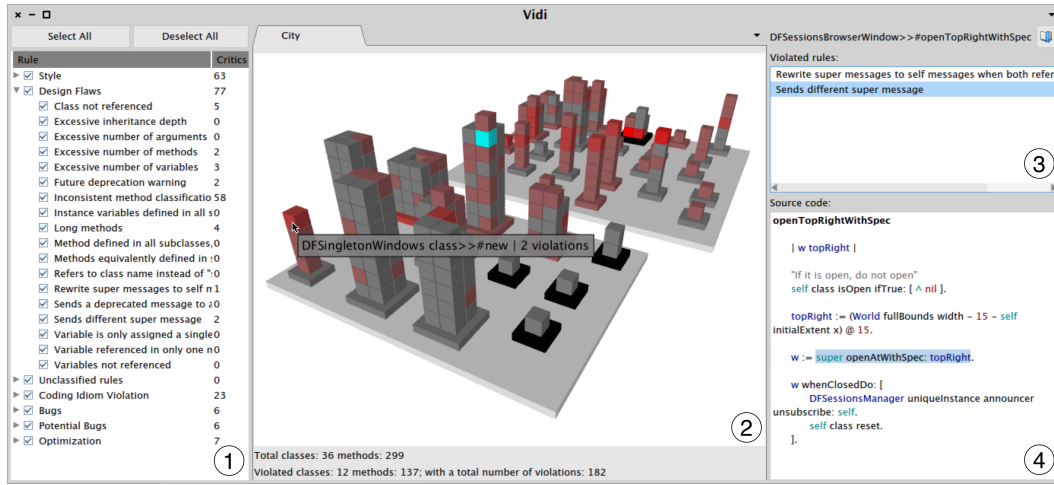 Vidi
Select All
Deselect All
Rule Critics
Style 63
Design Flaws 77
Class not referenced 5
Excessive inheritance depth 0
Excessive number of arguments 0
Excessive number of methods 2
Excessive number of variables 3
Future deprecation warning 2
Inconsistent method classificatio 58
Instance variables defined in all s 0
Long methods 4
Method defined in all subclasses, 0
Methods equivalently defined in : 0
Refers to class name instead of ": 0
Rewrite super messages to self n 1
Sends a deprecated message to a 0
Sends different super message 2
Variable is only assigned a single 0
Variable referenced in only one n 0
Variables not referenced 0
Unclassified rules 0
Coding Idiom Violation 23
Bugs 6
Potential Bugs 6
Optimization 7
1
City
DFSingletonWindows class>>#new | 2 violations
2
Total classes: 36 methods: 299
Violated classes: 12 methods: 137; with a total number of violations: 182
DFSessionsBrowserWindow>>#openTopRightWithSpec
Violated rules:
Rewrite super messages to self messages when both refer
Sends different super message
3
Source code:
openTopRightWithSpec
| w topRight |
"If it is open, do not open"
self class isOpen ifTrue: [ ^ nil ].
topRight := (World fullBounds width - 15 - self
initialExtent x) @ 15.
w := super openAtWithSpec: topRight.
w whenClosedDo: [
DFSessionsManager uniqueInstance announcer
unsubscribe: self.
self class reset.
].
4